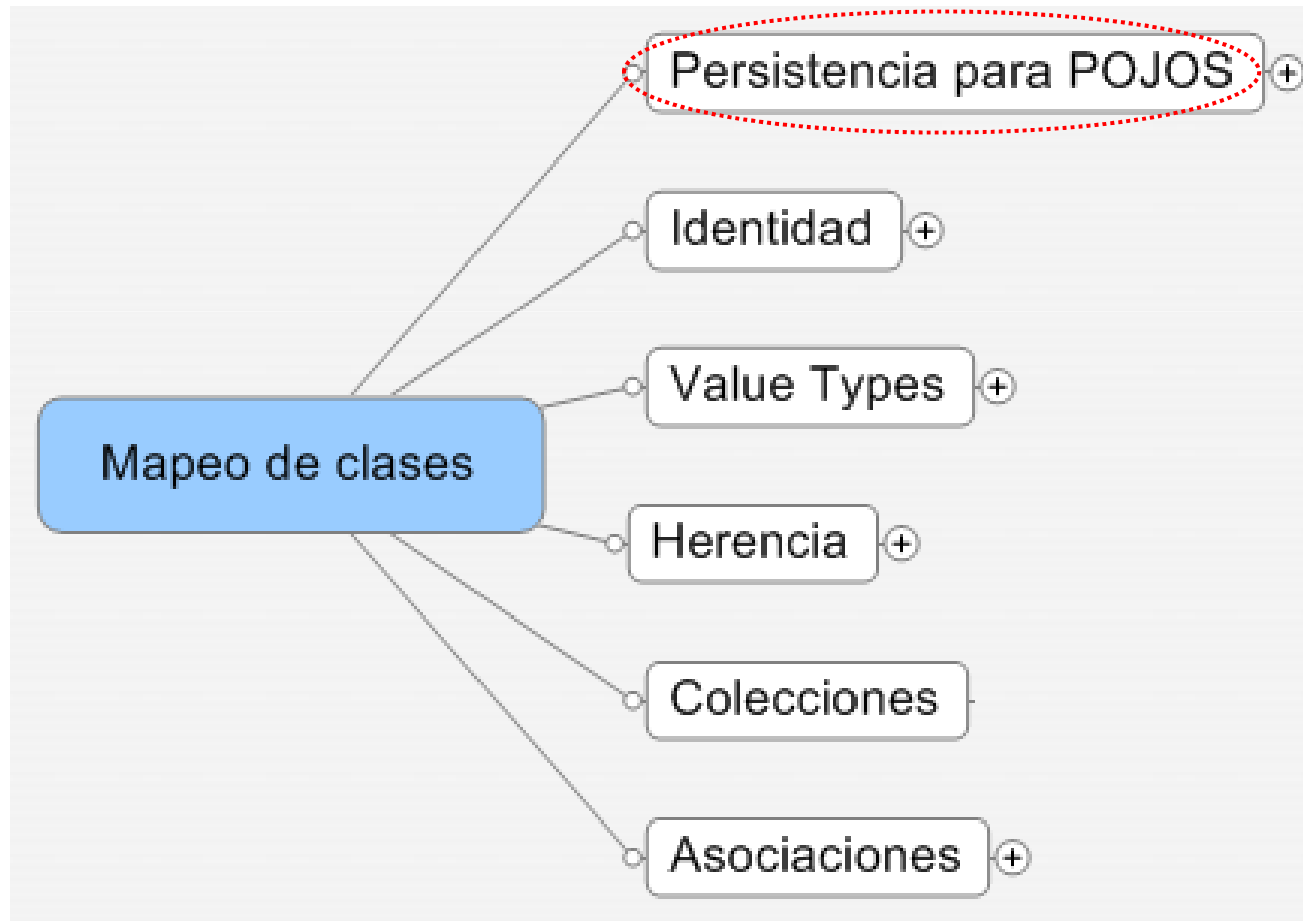 Persistencia para POJOS
Identidad
Value Types
Mapeo de clases
Herencia
Colecciones
Asociaciones